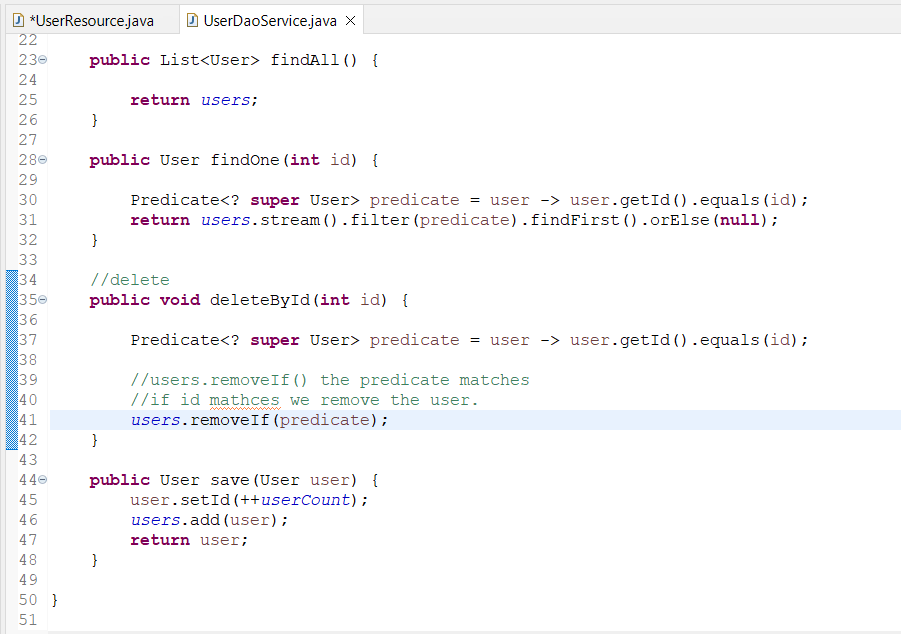 *UserResource.java UserDaoService.java
22
23 public List<User> findAll() {
24
25 return users;
26 }
27
28 public User findOne(int id) {
29
30 Predicate<? super User> predicate = user -> user.getId().equals(id);
31 return users.stream().filter(predicate).findFirst().orElse(null);
32 }
33
34 //delete
35 public void deleteById(int id) {
36
37 Predicate<? super User> predicate = user -> user.getId().equals(id);
38
39 //users.removeIf() the predicate matches
40 //if id mathces we remove the user.
41 users.removeIf(predicate);
42 }
43
44 public User save(User user) {
45 user.setId(++userCount);
46 users.add(user);
47 return user;
48 }
49
50 }
51